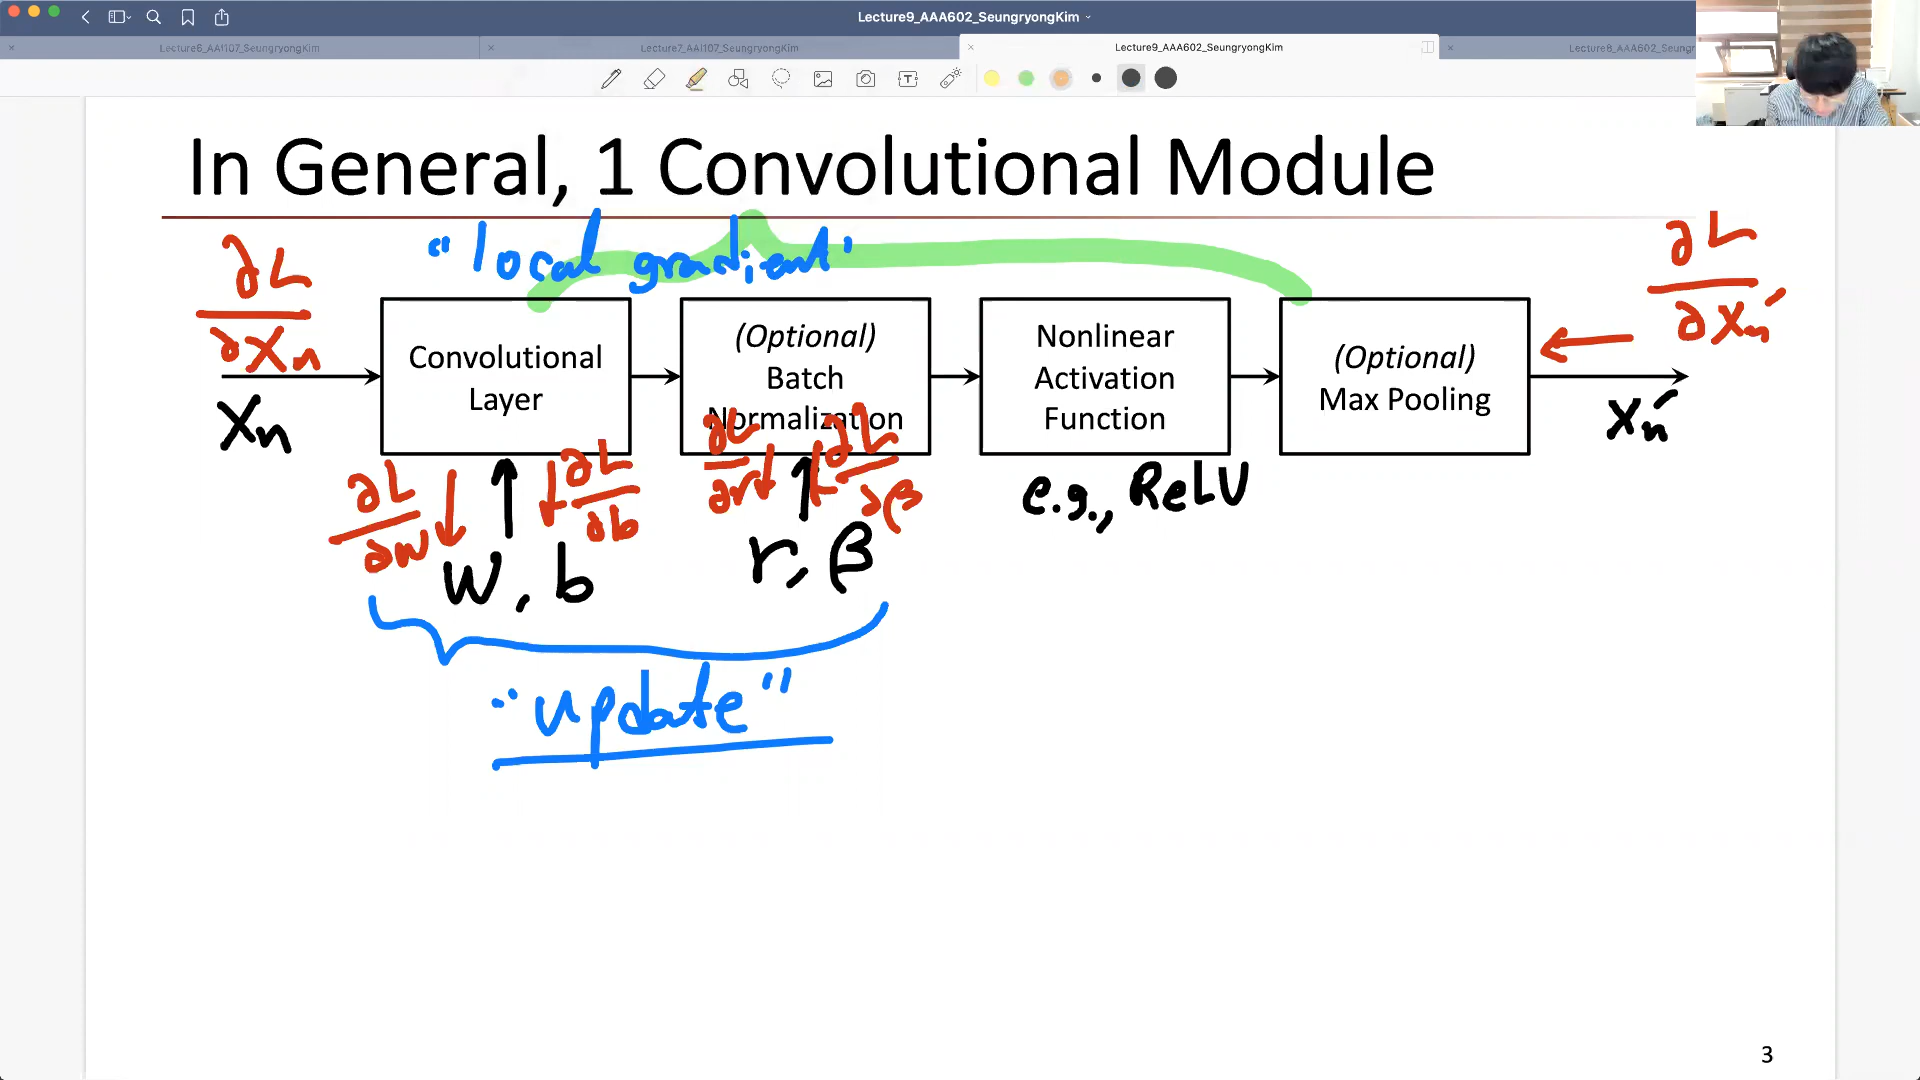 Lecture9_AAA602_SeungryongKim
Lecture6_AAI107_SeungryongKim
Lecture7_AAI107_SeungryongKim
Lecture9_AAA602_SeungryongKim
Lecture8_AAA602_Seungr
In General, 1 Convolutional Module
"local gradient"
∂L
∂Xn
∂L
∂Xn′
Convolutional
Layer
(Optional)
Batch
Normalization
Nonlinear
Activation
Function
(Optional)
Max Pooling
Xn
Xn′
∂L
∂w
∂L
∂b
∂L
∂r
∂L
∂β
e.g., ReLU
W, b
r, β
"update"
3